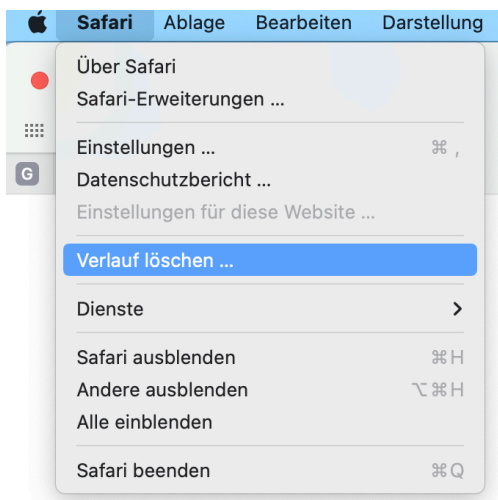 Safari Ablage Bearbeiten Darstellung
Über Safari
Safari-Erweiterungen ...
Einstellungen ... ⌘ ,
Datenschutzbericht ...
G
Einstellungen für diese Website ...
Verlauf löschen ...
Dienste
Safari ausblenden ⌘H
Andere ausblenden ⌥⌘H
Alle einblenden
Safari beenden ⌘Q